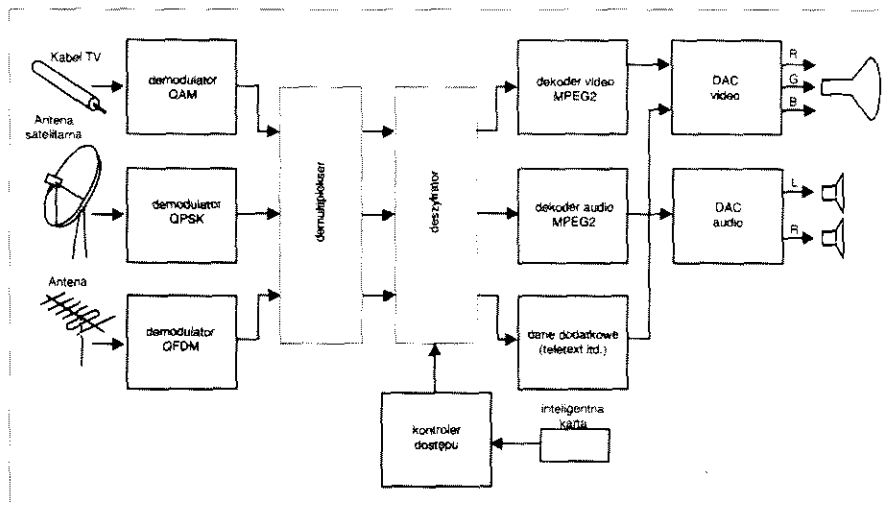 Kabel TV
demodulator
QAM
Antena
satelitarna
demodulator
QPSK
Antena
demodulator
QFDM
demultiplekser
deszyfrator
dekoder video
MPEG2
dekoder audio
MPEG2
dane dodatkowe
(teletext itd.)
kontroler
dostępu
inteligentna
karta
DAC
video
R
G
B
DAC
audio
L
R